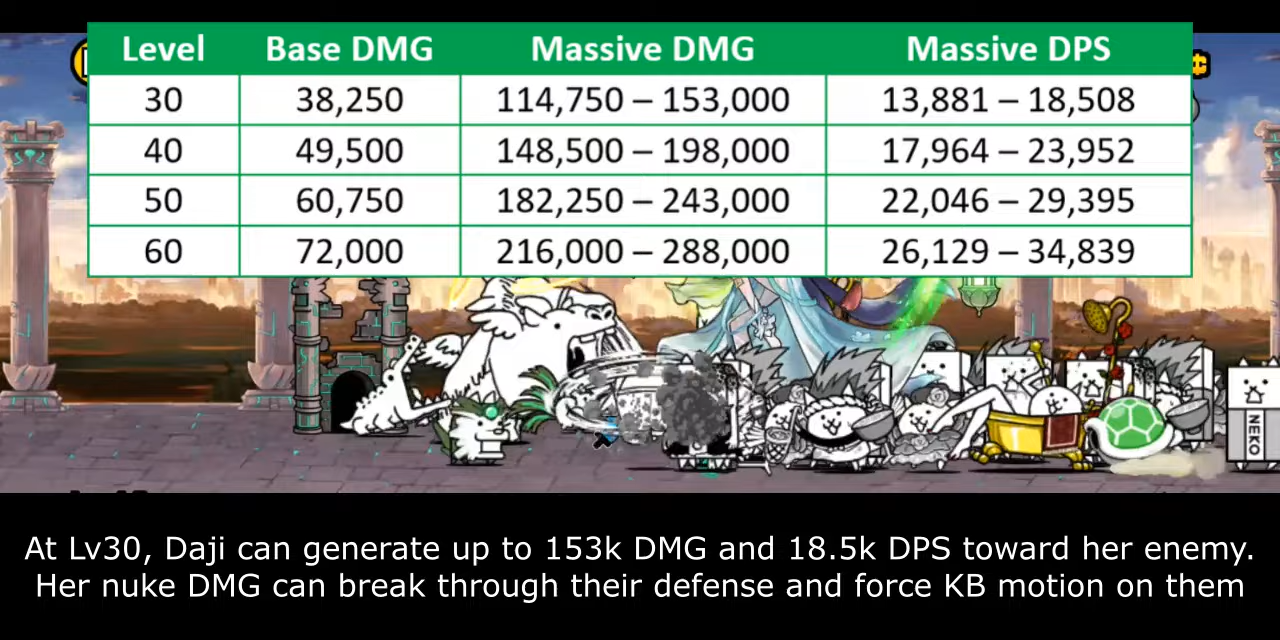 Level Base DMG Massive DMG Massive DPS
30 38,250 114,750 – 153,000 13,881 – 18,508
40 49,500 148,500 – 198,000 17,964 – 23,952
50 60,750 182,250 – 243,000 22,046 – 29,395
60 72,000 216,000 – 288,000 26,129 – 34,839
NEKO
At Lv30, Daji can generate up to 153k DMG and 18.5k DPS toward her enemy.
Her nuke DMG can break through their defense and force KB motion on them